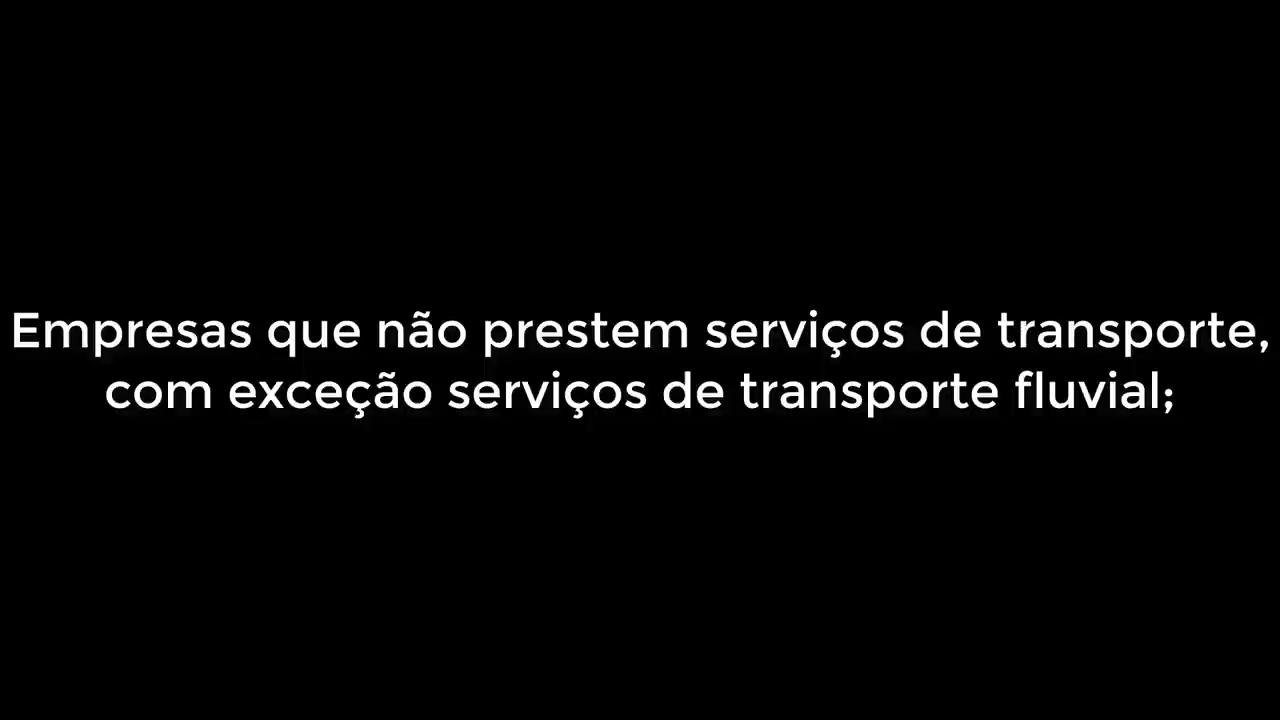 Empresas que não prestem serviços de transporte,
com exceção serviços de transporte fluvial;